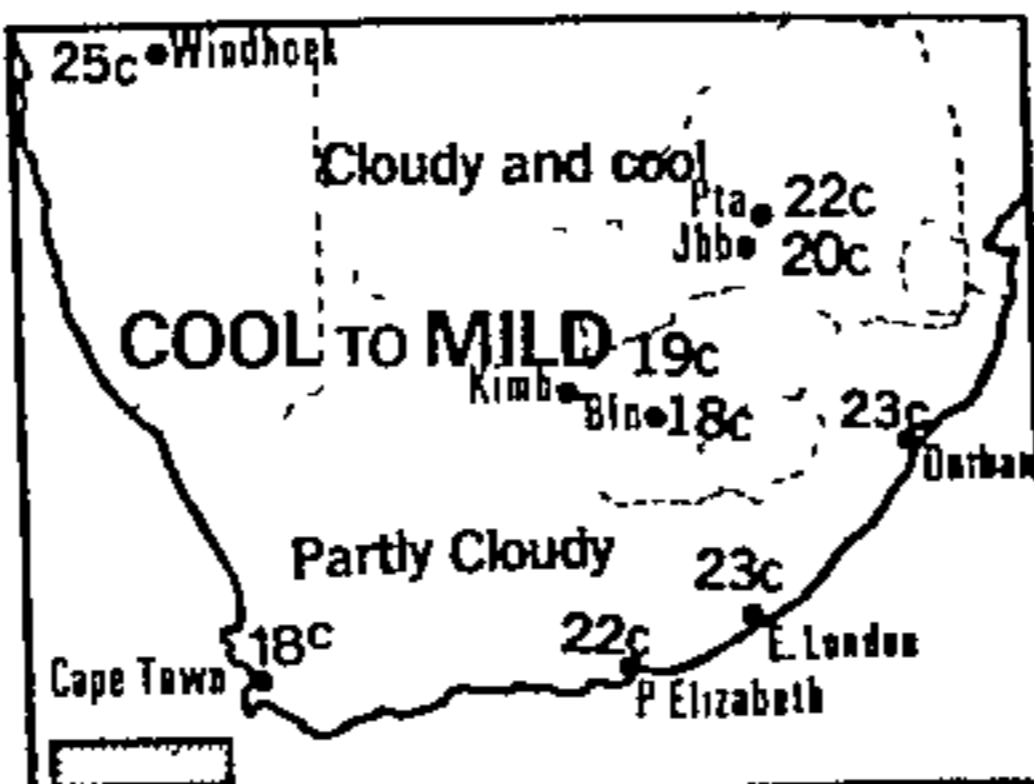 25c Windhoek
Cloudy and cool
Pta 22c
Jhb 20c
COOL TO MILD
19c
Kimb
Bfn 18c
23c
Durban
Partly Cloudy
23c
E. London
18c
22c
Cape Town
P Elizabeth